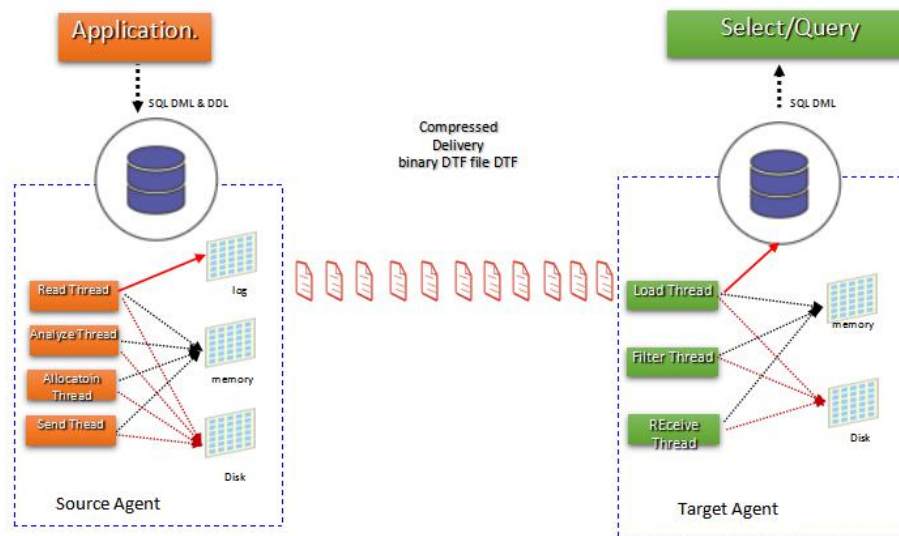 Application.
Select/Query
SQL DML & DDL
SQL DML
Compressed
Delivery
binary DTF file DTF
Read Thread
log
Analyze Thread
memory
Allocatoin
Thread
Send Thead
Disk
Source Agent
Load Thread
memory
Filter Thread
REceive
Thread
Disk
Target Agent